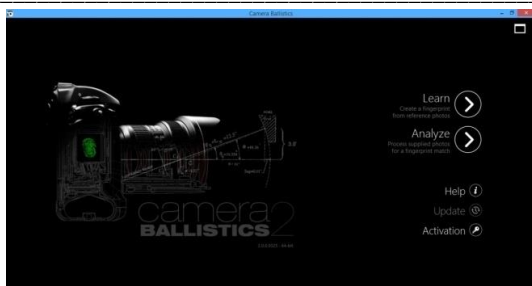 Camera Ballistics
Learn
Create a fingerprint
from reference photos
Analyze
Process supplied photos
for a fingerprint match
camera 2
BALLISTICS
Help
Update
Activation